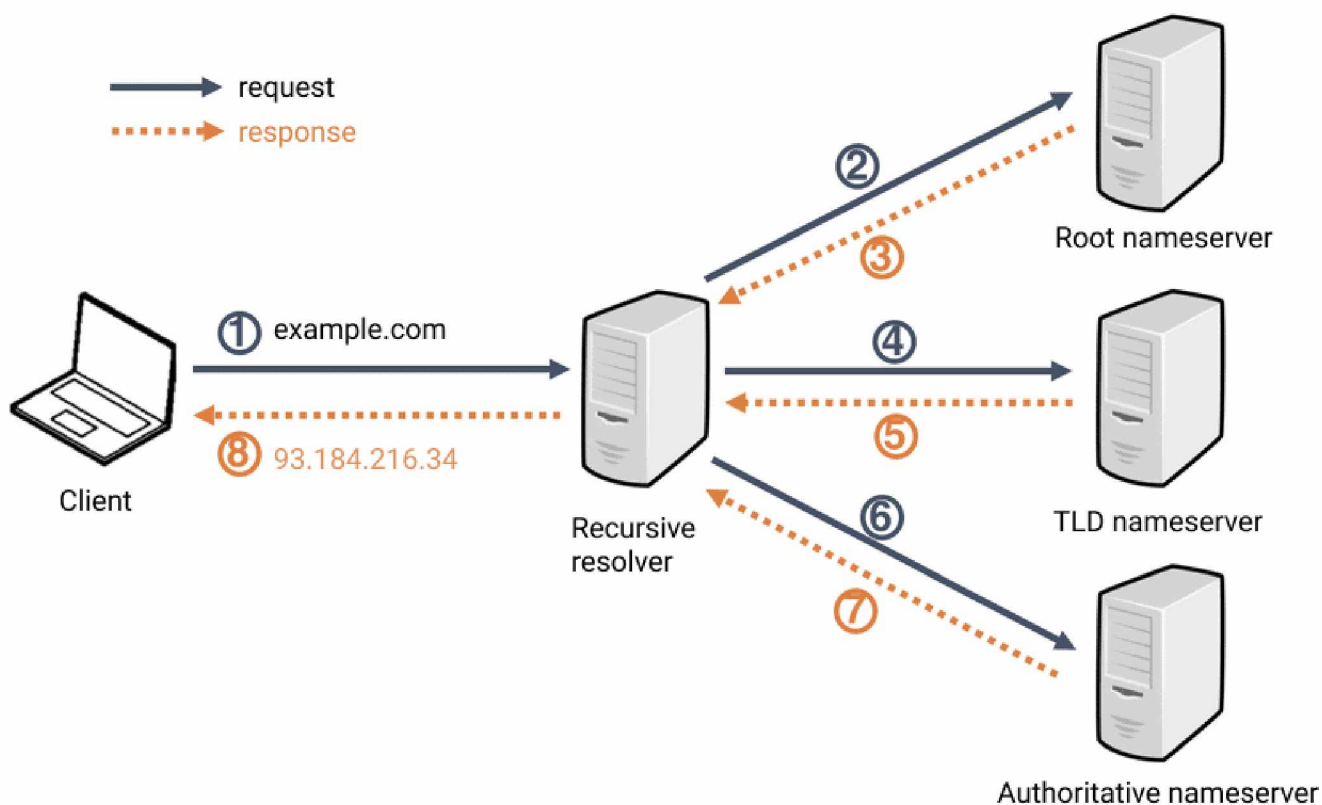 request
response
②
③
Root nameserver
① example.com
④
⑤
⑧ 93.184.216.34
Client
Recursive
resolver
TLD nameserver
⑥
⑦
Authoritative nameserver